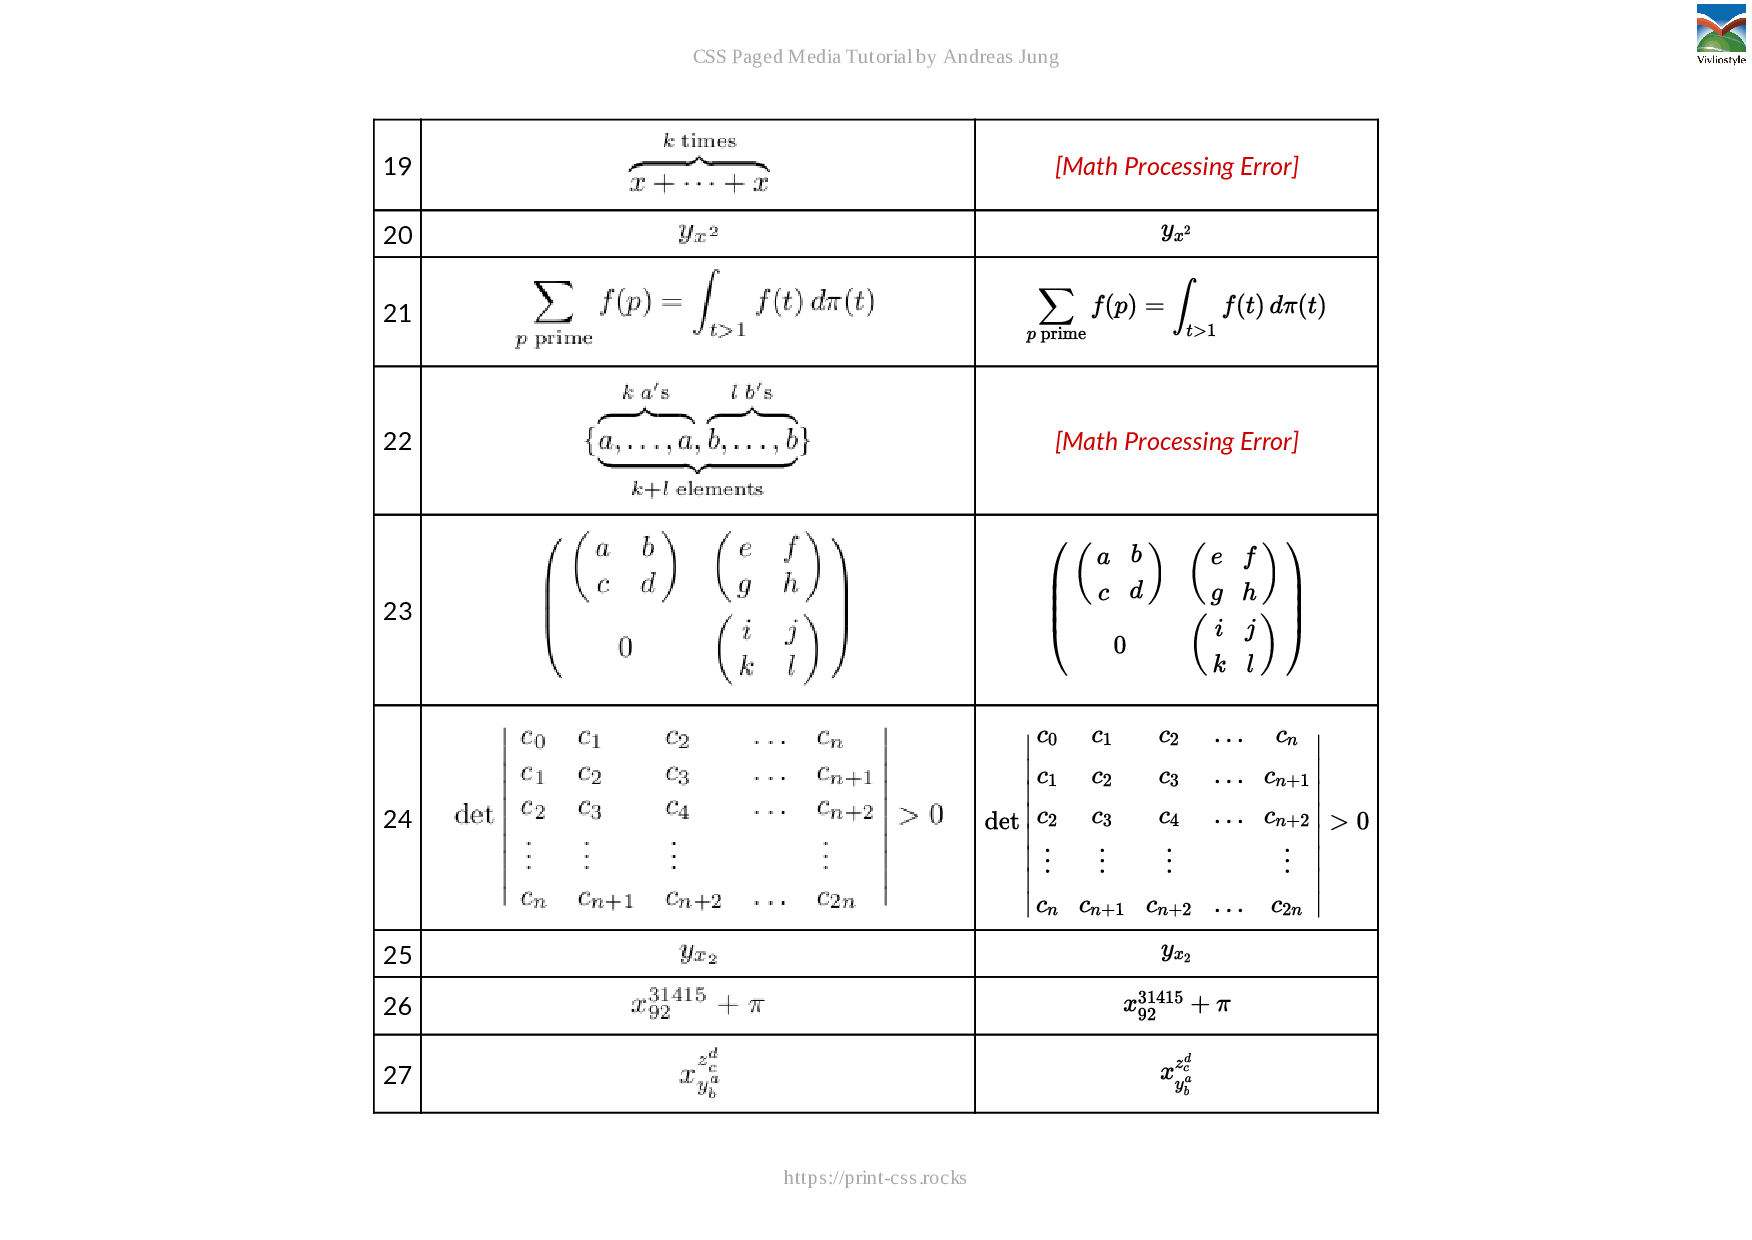 CSS Paged Media Tutorial by Andreas Jung
Vivliostyle
19 $\overbrace{x + \cdots + x}^{k \text{ times}}$ [Math Processing Error]
20 $y_{x^2}$ $y_{x^2}$
21 $\sum_{p \text{ prime}} f(p) = \int_{t>1} f(t)\, d\pi(t)$ $\sum_{p \text{ prime}} f(p) = \int_{t>1} f(t)\, d\pi(t)$
22 $\{\underbrace{\overbrace{a, \ldots, a}^{k\ a's}, \overbrace{b, \ldots, b}^{l\ b's}}_{k+l \text{ elements}}\}$ [Math Processing Error]
23 $\begin{pmatrix} \begin{pmatrix} a & b \\ c & d \end{pmatrix} & \begin{pmatrix} e & f \\ g & h \end{pmatrix} \\ 0 & \begin{pmatrix} i & j \\ k & l \end{pmatrix} \end{pmatrix}$ $\begin{pmatrix} \begin{pmatrix} a & b \\ c & d \end{pmatrix} & \begin{pmatrix} e & f \\ g & h \end{pmatrix} \\ 0 & \begin{pmatrix} i & j \\ k & l \end{pmatrix} \end{pmatrix}$
24 $\det \begin{vmatrix} c_0 & c_1 & c_2 & \ldots & c_n \\ c_1 & c_2 & c_3 & \ldots & c_{n+1} \\ c_2 & c_3 & c_4 & \ldots & c_{n+2} \\ \vdots & \vdots & \vdots & & \vdots \\ c_n & c_{n+1} & c_{n+2} & \ldots & c_{2n} \end{vmatrix} > 0$ $\det \begin{vmatrix} c_0 & c_1 & c_2 & \ldots & c_n \\ c_1 & c_2 & c_3 & \ldots & c_{n+1} \\ c_2 & c_3 & c_4 & \ldots & c_{n+2} \\ \vdots & \vdots & \vdots & & \vdots \\ c_n & c_{n+1} & c_{n+2} & \ldots & c_{2n} \end{vmatrix} > 0$
25 $y_{x_2}$ $y_{x_2}$
26 $x_{92}^{31415} + \pi$ $x_{92}^{31415} + \pi$
27 $x_{y_b^a}^{z_c^d}$ $x_{y_b^a}^{z_c^d}$
https://print-css.rocks